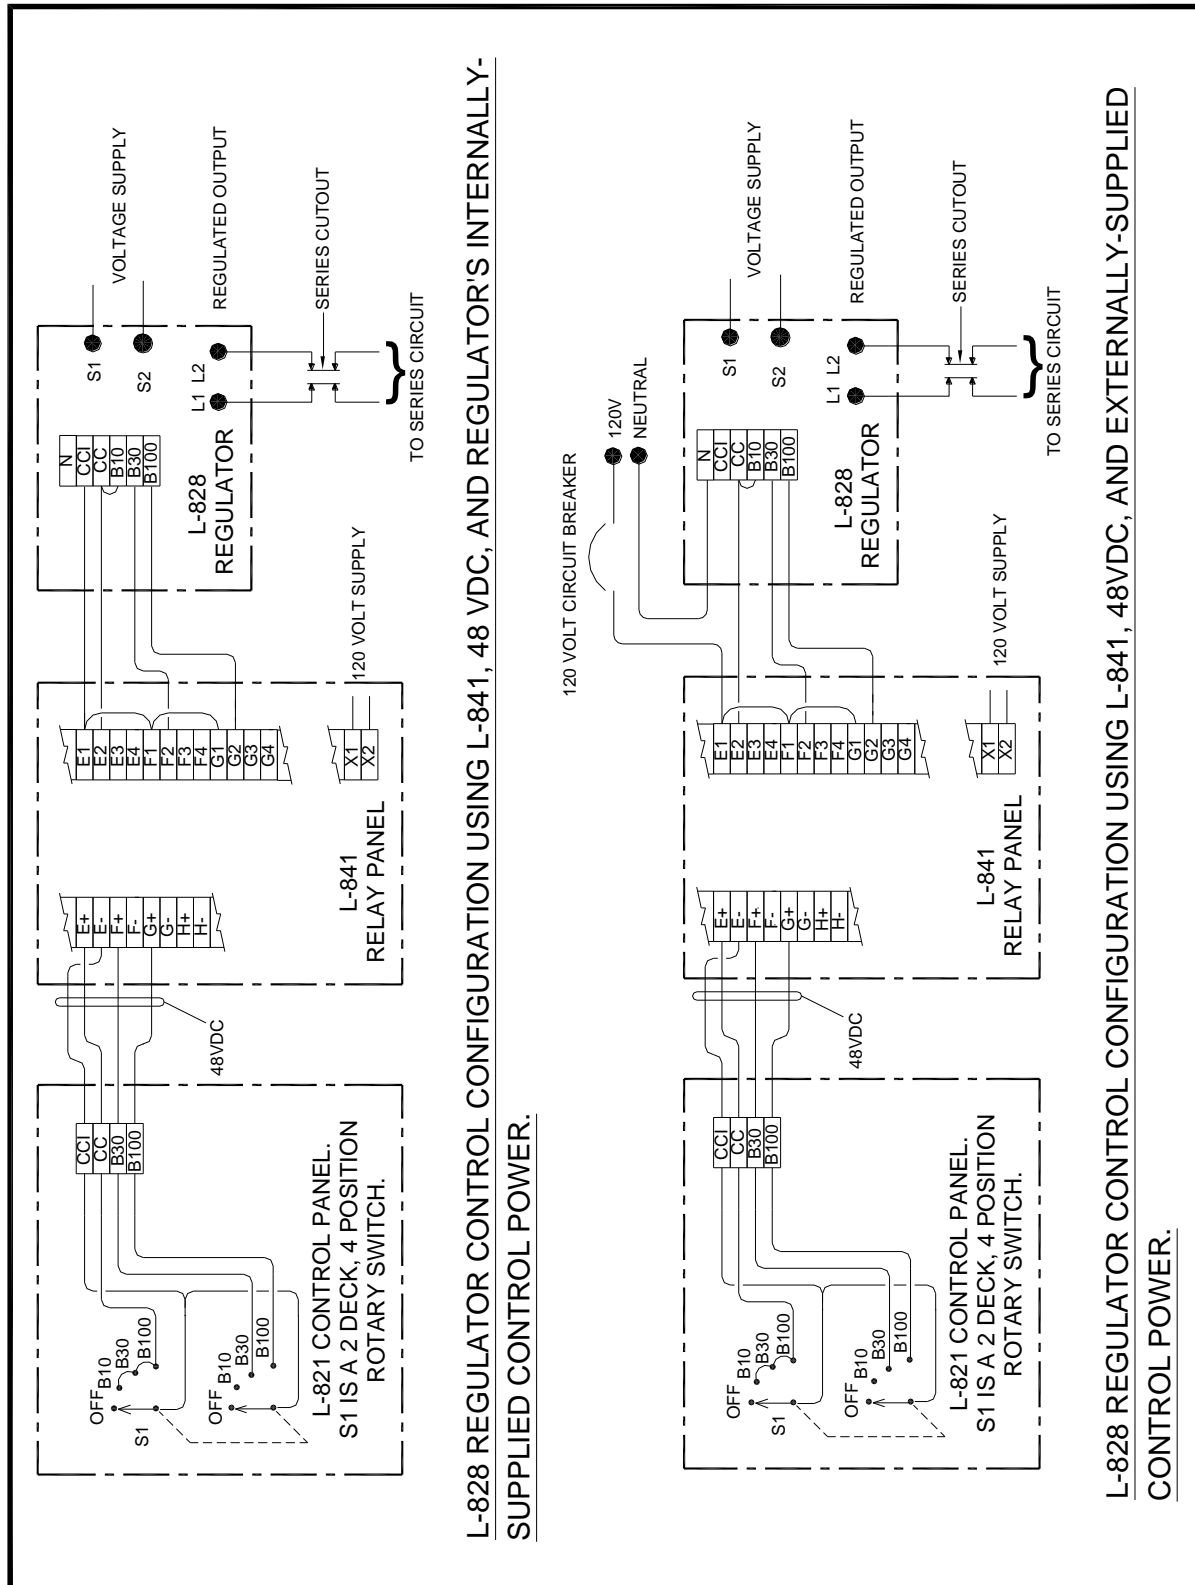 OFF
B10
B30
B100
S1
OFF
B10
B30
B100
L-821 CONTROL PANEL.
S1 IS A 2 DECK, 4 POSITION
ROTARY SWITCH.
CCI
CC
B30
B100
48VDC
E+
E-
F+
F-
G+
G-
H+
H-
L-841
RELAY PANEL
E1
E2
E3
E4
F1
F2
F3
F4
G1
G2
G3
G4
X1
X2
120 VOLT SUPPLY
N
CCI
CC
B10
B30
B100
L-828
REGULATOR
S1
S2
VOLTAGE SUPPLY
L1 L2
REGULATED OUTPUT
SERIES CUTOUT
TO SERIES CIRCUIT
L-828 REGULATOR CONTROL CONFIGURATION USING L-841, 48 VDC, AND REGULATOR'S INTERNALLY-
SUPPLIED CONTROL POWER.
OFF
B10
B30
B100
S1
OFF
B10
B30
B100
L-821 CONTROL PANEL.
S1 IS A 2 DECK, 4 POSITION
ROTARY SWITCH.
CCI
CC
B30
B100
48VDC
E+
E-
F+
F-
G+
G-
H+
H-
L-841
RELAY PANEL
E1
E2
E3
E4
F1
F2
F3
F4
G1
G2
G3
G4
X1
X2
120 VOLT SUPPLY
120 VOLT CIRCUIT BREAKER
120V
NEUTRAL
N
CCI
CC
B10
B30
B100
L-828
REGULATOR
S1
S2
VOLTAGE SUPPLY
L1 L2
REGULATED OUTPUT
SERIES CUTOUT
TO SERIES CIRCUIT
L-828 REGULATOR CONTROL CONFIGURATION USING L-841, 48VDC, AND EXTERNALLY-SUPPLIED
CONTROL POWER.